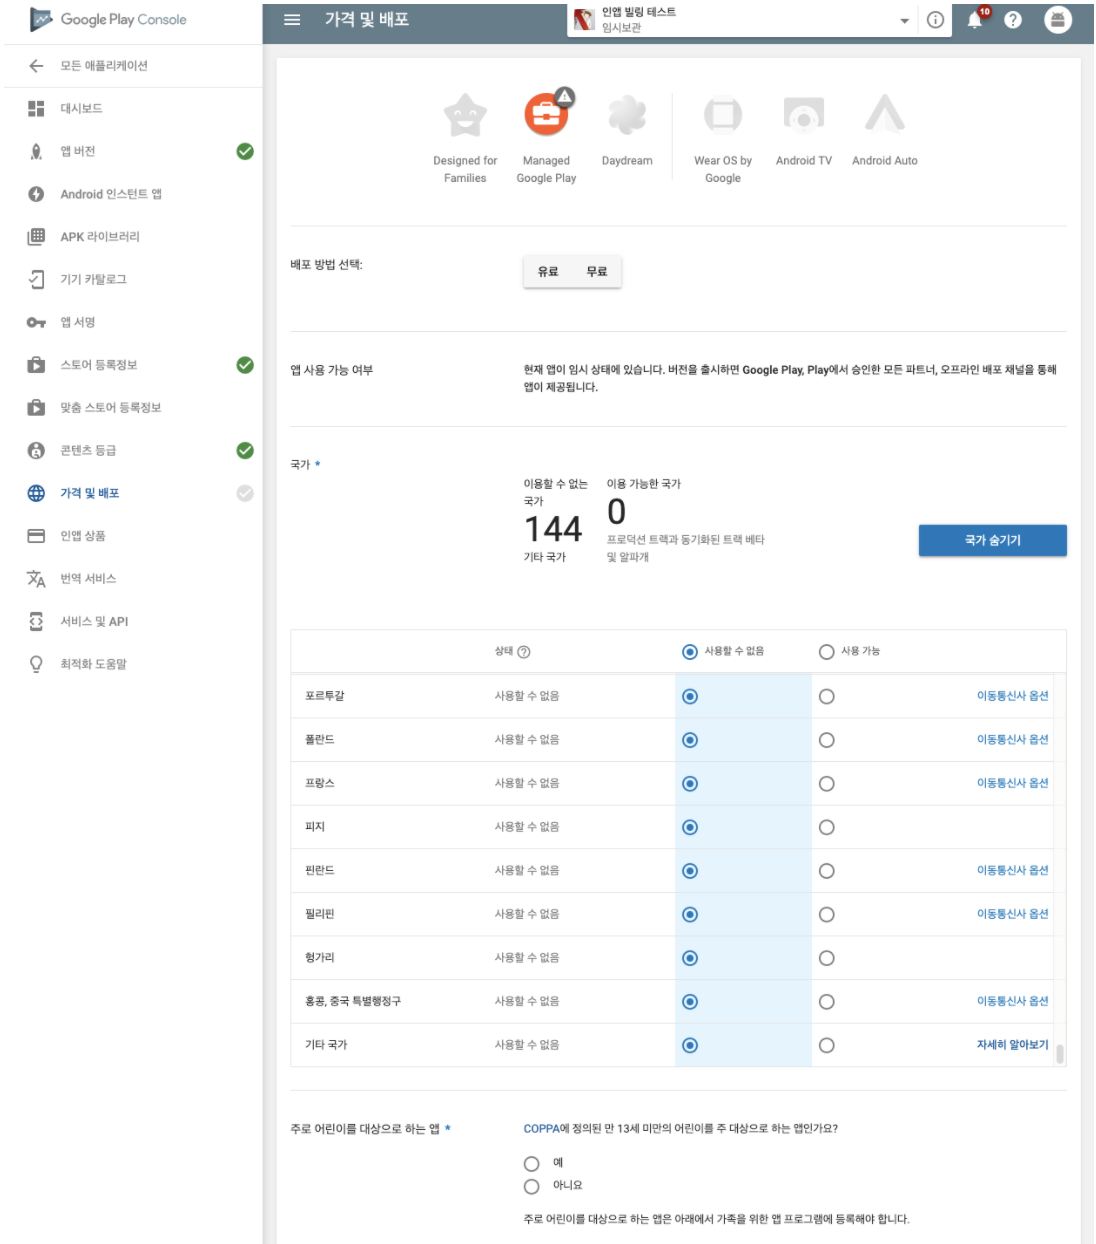 Google Play Console
가격 및 배포
인앱 빌링 테스트
임시보관
10
모든 애플리케이션
대시보드
앱 버전
Android 인스턴트 앱
APK 라이브러리
기기 카탈로그
앱 서명
스토어 등록정보
맞춤 스토어 등록정보
콘텐츠 등급
가격 및 배포
인앱 상품
번역 서비스
서비스 및 API
최적화 도움말
Designed for
Families
Managed
Google Play
Daydream
Wear OS by
Google
Android TV
Android Auto
배포 방법 선택:
유료
무료
앱 사용 가능 여부
현재 앱이 임시 상태에 있습니다. 버전을 출시하면 Google Play, Play에서 승인한 모든 파트너, 오프라인 배포 채널을 통해
앱이 제공됩니다.
국가 *
이용할 수 없는
국가
144
기타 국가
이용 가능한 국가
0
프로덕션 트랙과 동기화된 트랙 베타
및 알파개
국가 숨기기
상태 사용할 수 없음 사용 가능
포르투갈 사용할 수 없음 이동통신사 옵션
폴란드 사용할 수 없음 이동통신사 옵션
프랑스 사용할 수 없음 이동통신사 옵션
피지 사용할 수 없음
핀란드 사용할 수 없음 이동통신사 옵션
필리핀 사용할 수 없음 이동통신사 옵션
헝가리 사용할 수 없음
홍콩, 중국 특별행정구 사용할 수 없음 이동통신사 옵션
기타 국가 사용할 수 없음 자세히 알아보기
주로 어린이를 대상으로 하는 앱 *
COPPA에 정의된 만 13세 미만의 어린이를 주 대상으로 하는 앱인가요?
예
아니요
주로 어린이를 대상으로 하는 앱은 아래에서 가족을 위한 앱 프로그램에 등록해야 합니다.